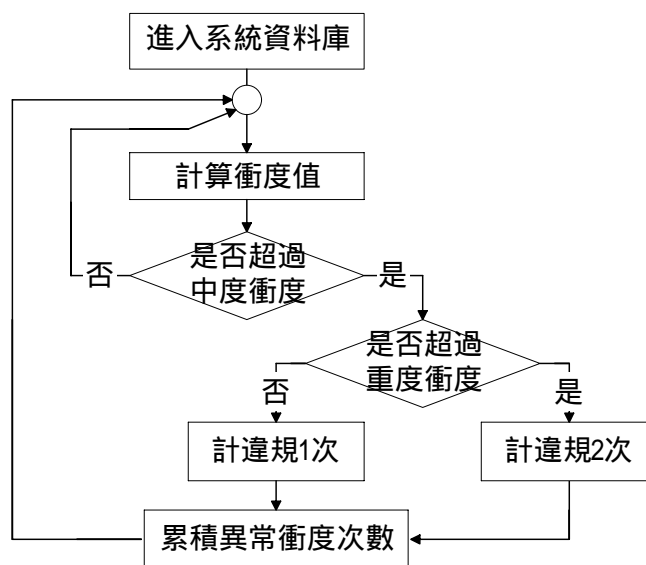 進入系統資料庫
計算衝度值
是否超過
中度衝度
否
是
是否超過
重度衝度
否
是
計違規1次
計違規2次
累積異常衝度次數